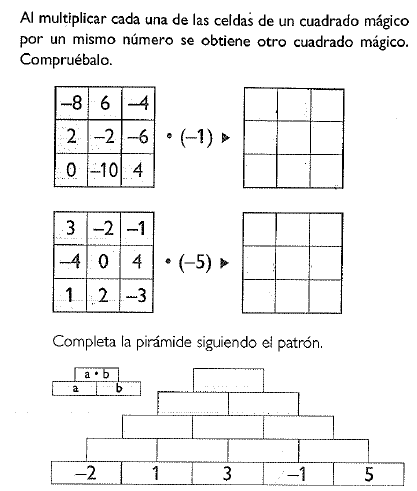 Al multiplicar cada una de las celdas de un cuadrado mágico
por un mismo número se obtiene otro cuadrado mágico.
Compruébalo.
–8 6 –4
2 –2 –6 • (–1)
0 –10 4
3 –2 –1
–4 0 4 • (–5)
1 2 –3
Completa la pirámide siguiendo el patrón.
a • b
a b
–2 1 3 –1 5